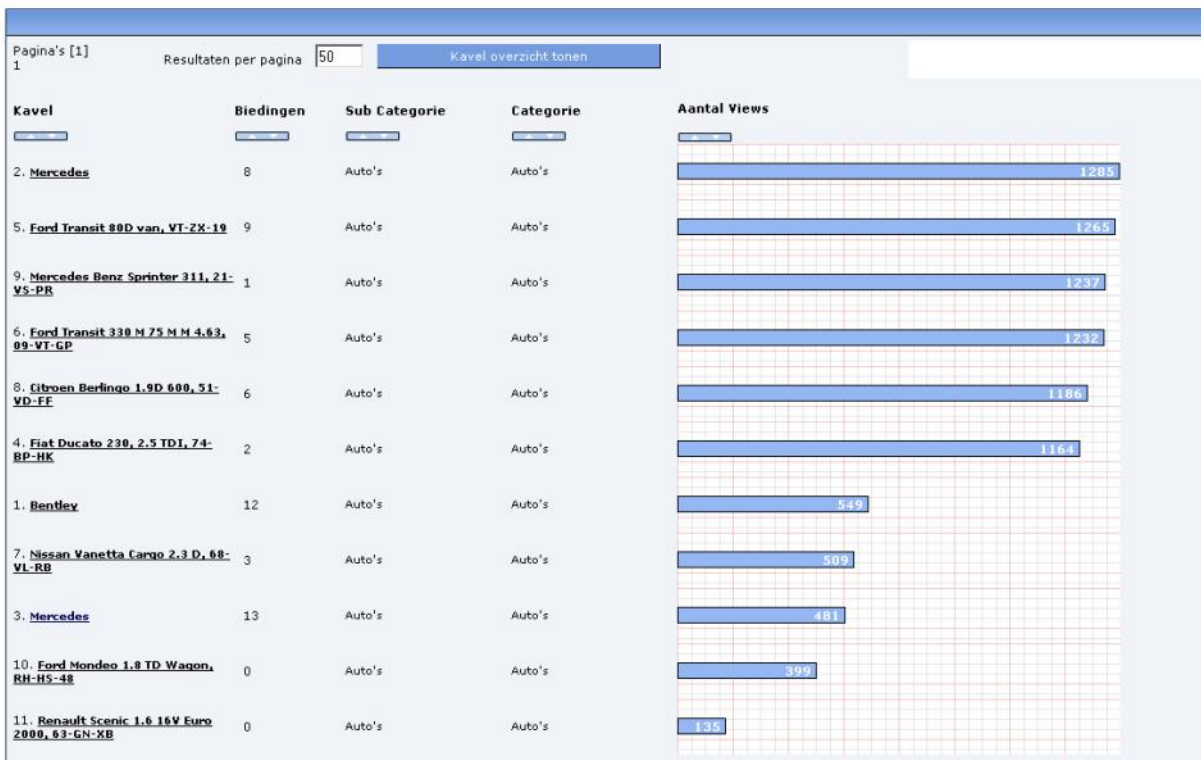 Pagina's [1]
1
Resultaten per pagina 50 Kavel overzicht tonen
Kavel Biedingen Sub Categorie Categorie Aantal Views
2. Mercedes 8 Auto's Auto's 1285
5. Ford Transit 80D van, VT-ZX-19 9 Auto's Auto's 1265
9. Mercedes Benz Sprinter 311, 21-
VS-PR 1 Auto's Auto's 1237
6. Ford Transit 330 M 75 M M 4.63,
09-VT-GP 5 Auto's Auto's 1232
8. Citroen Berlingo 1.9D 600, 51-
VD-FF 6 Auto's Auto's 1186
4. Fiat Ducato 230, 2.5 TDI, 74-
BP-HK 2 Auto's Auto's 1164
1. Bentley 12 Auto's Auto's 549
7. Nissan Vanetta Cargo 2.3 D, 68-
VL-RB 3 Auto's Auto's 509
3. Mercedes 13 Auto's Auto's 481
10. Ford Mondeo 1.8 TD Wagon,
RH-HS-48 0 Auto's Auto's 399
11. Renault Scenic 1.6 16V Euro
2000, 63-GN-XB 0 Auto's Auto's 135